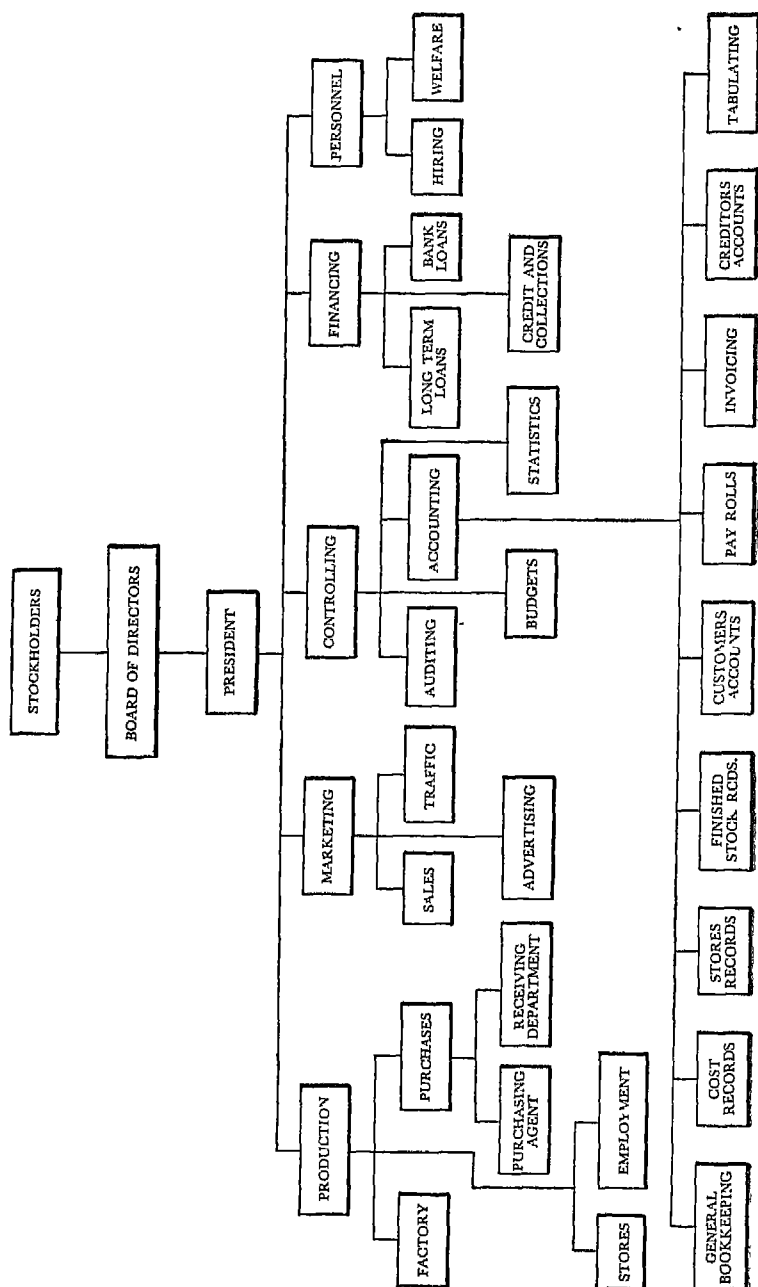 STOCKHOLDERS
BOARD OF DIRECTORS
PRESIDENT
PRODUCTION
MARKETING
CONTROLLING
FINANCING
PERSONNEL
FACTORY
PURCHASES
SALES
TRAFFIC
AUDITING
ACCOUNTING
LONG TERM
LOANS
BANK
LOANS
HIRING
WELFARE
PURCHASING
AGENT
RECEIVING
DEPARTMENT
ADVERTISING
BUDGETS
STATISTICS
CREDIT AND
COLLECTIONS
STORES
EMPLOYMENT
GENERAL
BOOKKEEPING
COST
RECORDS
STORES
RECORDS
FINISHED
STOCK. RCDS.
CUSTOMERS
ACCOUNTS
PAY ROLLS
INVOICING
CREDITORS
ACCOUNTS
TABULATING